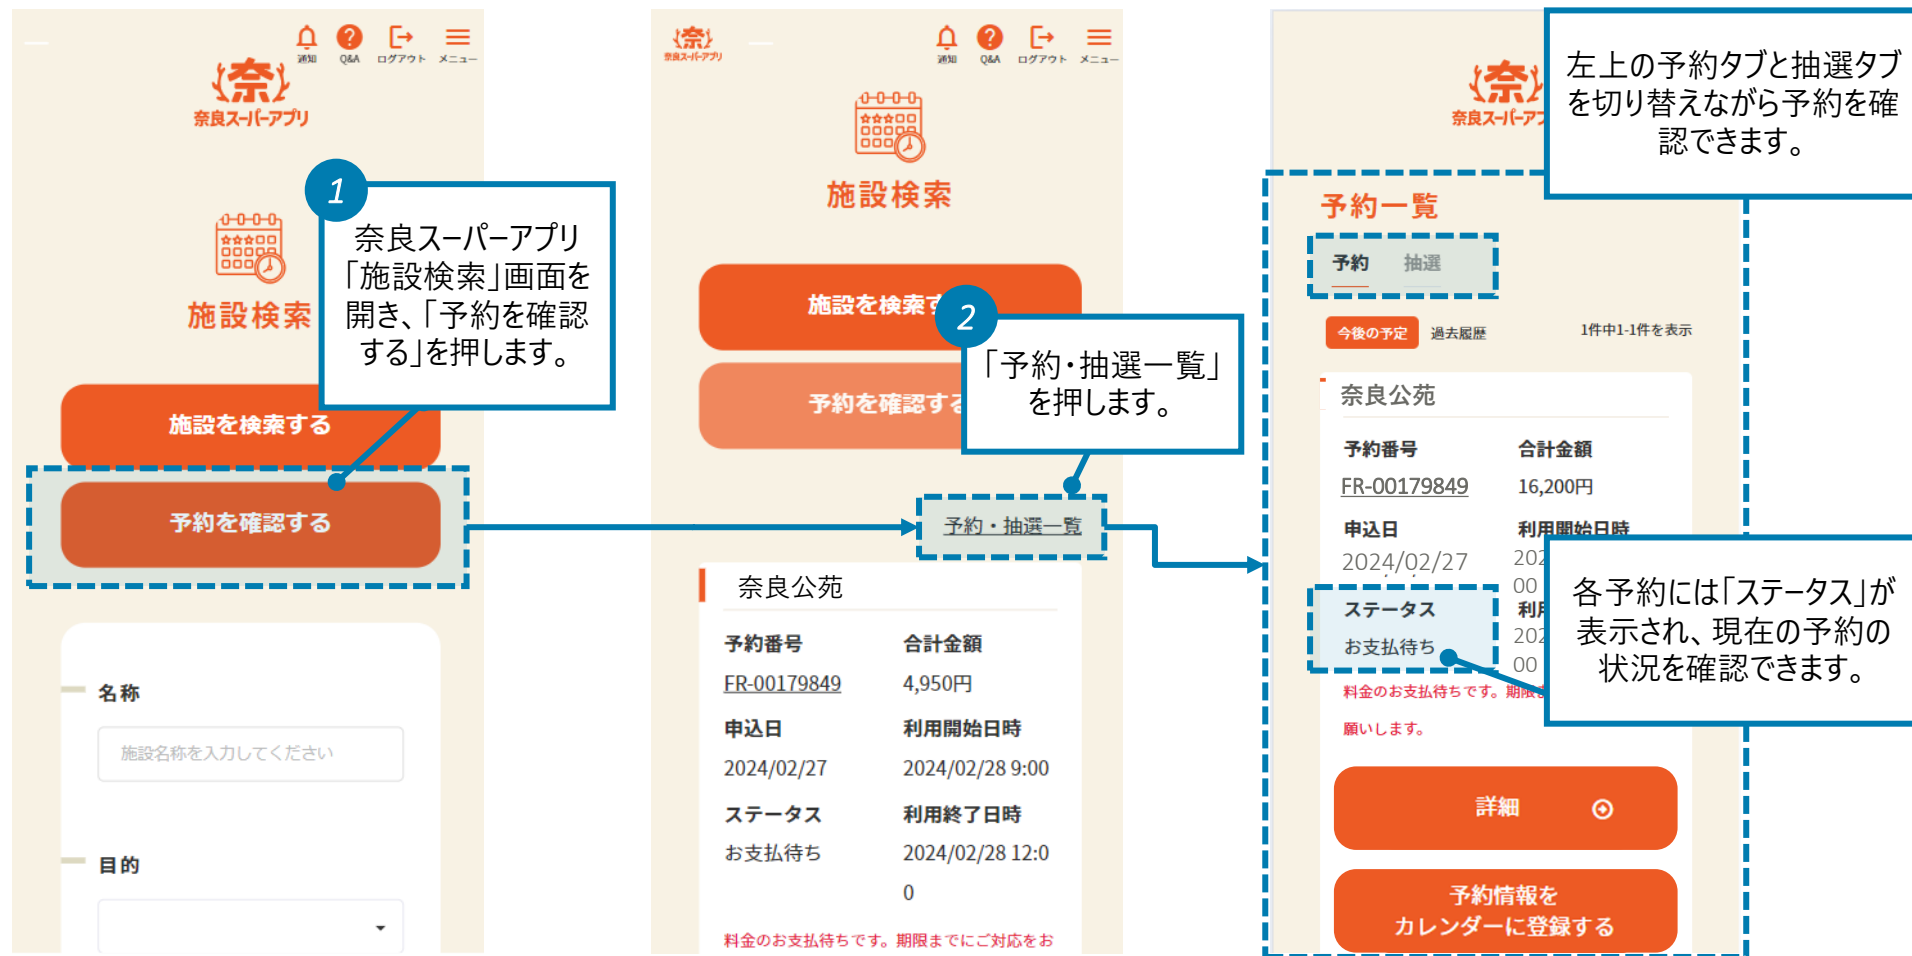 通知
Q&A
ログアウト
メニュー
奈
奈良スーパーアプリ
施設検索
1
奈良スーパーアプリ
「施設検索」画面を
開き、「予約を確認
する」を押します。
施設を検索する
予約を確認する
名称
施設名称を入力してください
目的
奈
奈良スーパーアプリ
通知
Q&A
ログアウト
メニュー
施設検索
施設を検索す
予約を確認する
2
「予約・抽選一覧」
を押します。
予約・抽選一覧
奈良公苑
予約番号
合計金額
FR-00179849
4,950円
申込日
利用開始日時
2024/02/27
2024/02/28 9:00
ステータス
利用終了日時
お支払待ち
2024/02/28 12:0
0
料金のお支払待ちです。期限までにご対応をお
奈
奈良スーパーア
左上の予約タブと抽選タブ
を切り替えながら予約を確
認できます。
予約一覧
予約
抽選
今後の予定
過去履歴
1件中1-1件を表示
奈良公苑
予約番号
合計金額
FR-00179849
16,200円
申込日
利用開始日時
2024/02/27
202
00
ステータス
利用
お支払待ち
202
00
各予約には「ステータス」が
表示され、現在の予約の
状況を確認できます。
料金のお支払待ちです。期限
願いします。
詳細
予約情報を
カレンダーに登録する